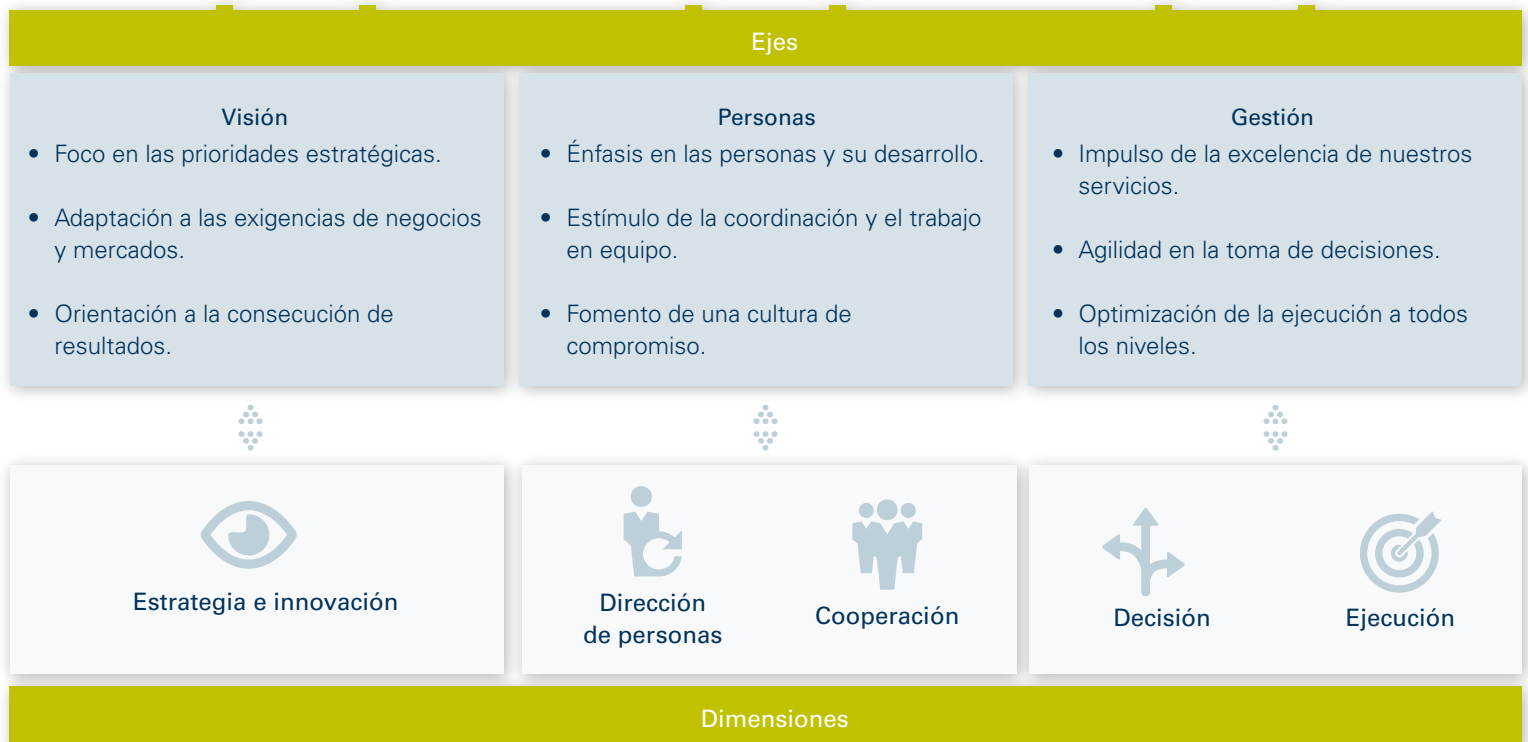 Ejes
Visión
• Foco en las prioridades estratégicas.
• Adaptación a las exigencias de negocios
y mercados.
• Orientación a la consecución de
resultados.
Personas
• Énfasis en las personas y su desarrollo.
• Estímulo de la coordinación y el trabajo
en equipo.
• Fomento de una cultura de
compromiso.
Gestión
• Impulso de la excelencia de nuestros
servicios.
• Agilidad en la toma de decisiones.
• Optimización de la ejecución a todos
los niveles.
Estrategia e innovación
Dirección
de personas
Cooperación
Decisión
Ejecución
Dimensiones